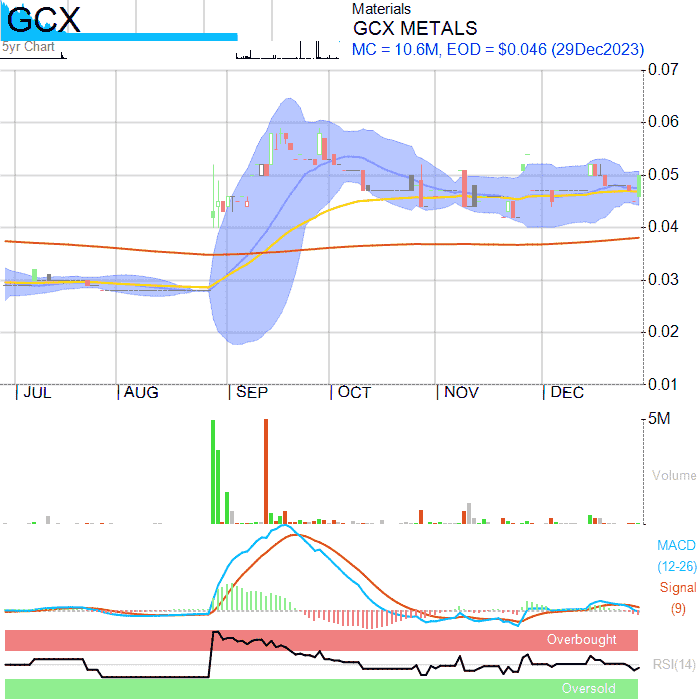 GCX
5yr Chart
Materials
GCX METALS
MC = 10.6M, EOD = $0.046 (29Dec2023)
0.07
0.06
0.05
0.04
0.03
0.02
0.01
JUL AUG SEP OCT NOV DEC
5M
Volume
MACD
(12-26)
Signal
(9)
Overbought
RSI(14)
Oversold